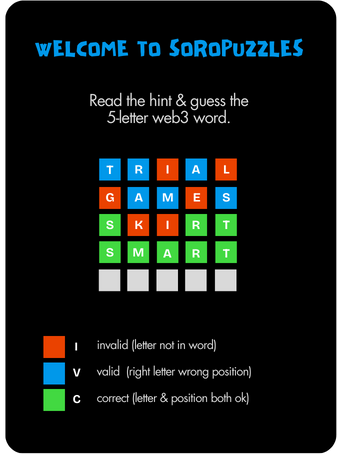 WELCOME TO SOROPUZZLES
Read the hint & guess the
5-letter web3 word.
T R I A L
G A M E S
S K I R T
S M A R T
I invalid (letter not in word)
V valid (right letter wrong position)
C correct (letter & position both ok)